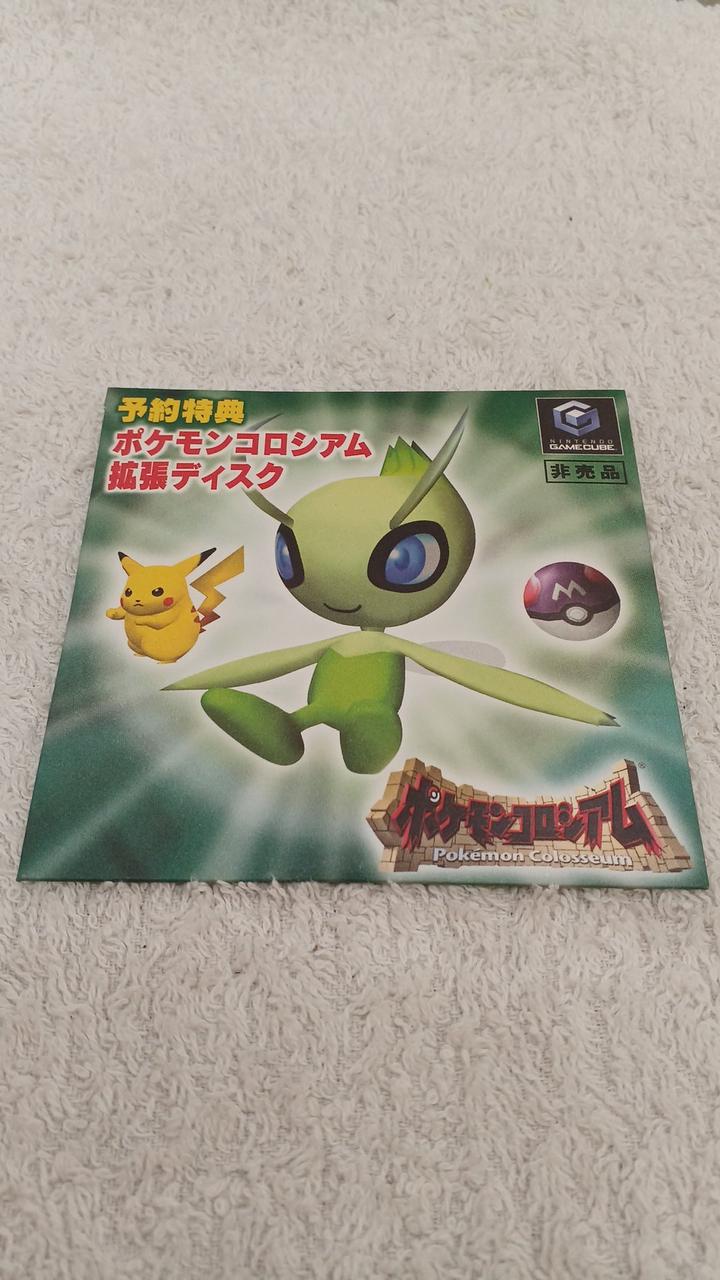 予約特典
ポケモンコロシアム
拡張ディスク
NINTENDO
GAMECUBE
非売品
M
ポケモンコロシアム
®
Pokémon Colosseum